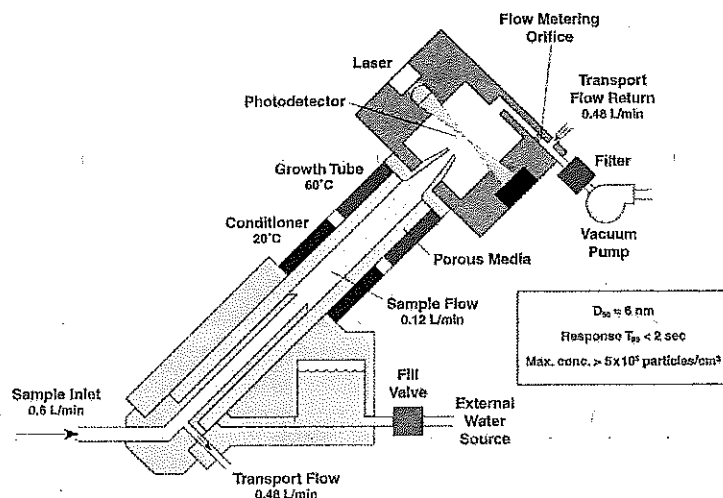 Flow Metering
Orifice
Laser
Transport
Flow Return
0.48 L/min
Photodetector
Filter
Growth Tube
60°C
Conditioner
20°C
Vacuum
Pump
Porous Media
Sample Flow
0.12 L/min
D₅₀ = 6 nm
Response T₉₅ < 2 sec
Max. conc. > 5x10⁵ particles/cm³
Sample Inlet
0.6 L/min
Fill
Valve
External
Water
Source
Transport Flow
0.48 L/min